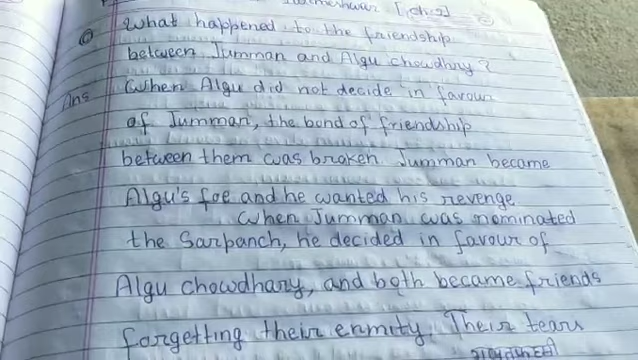 [Ch-2]
Q What happened to the friendship
between Jumman and Algu chowdhry?
Ans When Algu did not decide in favour
of Jumman, the bond of friendship
between them was broken. Jumman became
Algu's foe and he wanted his revenge.
When Jumman was nominated
the Sarpanch, he decided in favour of
Algu chowdhary, and both became friends
forgetting their enmity. Their tears